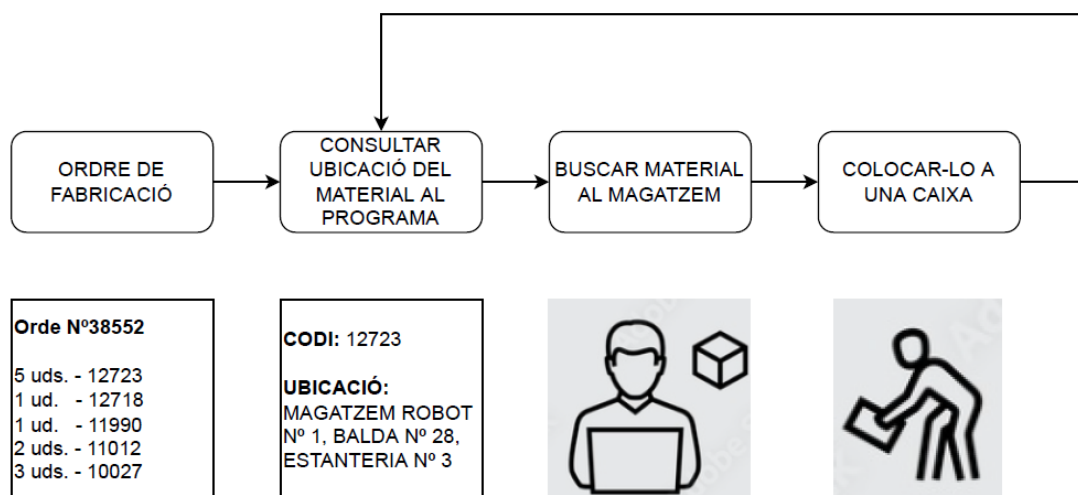 ORDRE DE
FABRICACIÓ
CONSULTAR
UBICACIÓ DEL
MATERIAL AL
PROGRAMA
BUSCAR MATERIAL
AL MAGATZEM
COLOCAR-LO A
UNA CAIXA
Orde Nº38552
5 uds. - 12723
1 ud. - 12718
1 ud. - 11990
2 uds. - 11012
3 uds. - 10027
CODI: 12723
UBICACIÓ:
MAGATZEM ROBOT
Nº 1, BALDA Nº 28,
ESTANTERIA Nº 3